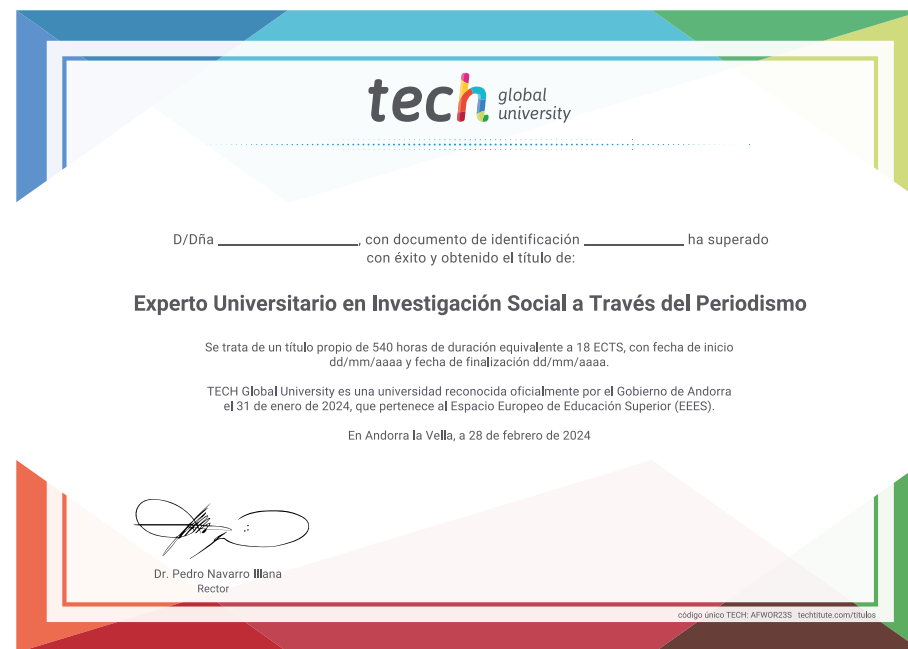 tech global university
D/Dña ______________, con documento de identificación __________ ha superado
con éxito y obtenido el título de:
Experto Universitario en Investigación Social a Través del Periodismo
Se trata de un título propio de 540 horas de duración equivalente a 18 ECTS, con fecha de inicio
dd/mm/aaaa y fecha de finalización dd/mm/aaaa.
TECH Global University es una universidad reconocida oficialmente por el Gobierno de Andorra
el 31 de enero de 2024, que pertenece al Espacio Europeo de Educación Superior (EEES).
En Andorra la Vella, a 28 de febrero de 2024
Dr. Pedro Navarro Illana
Rector
código único TECH: AFWOR23S techtitute.com/titulos